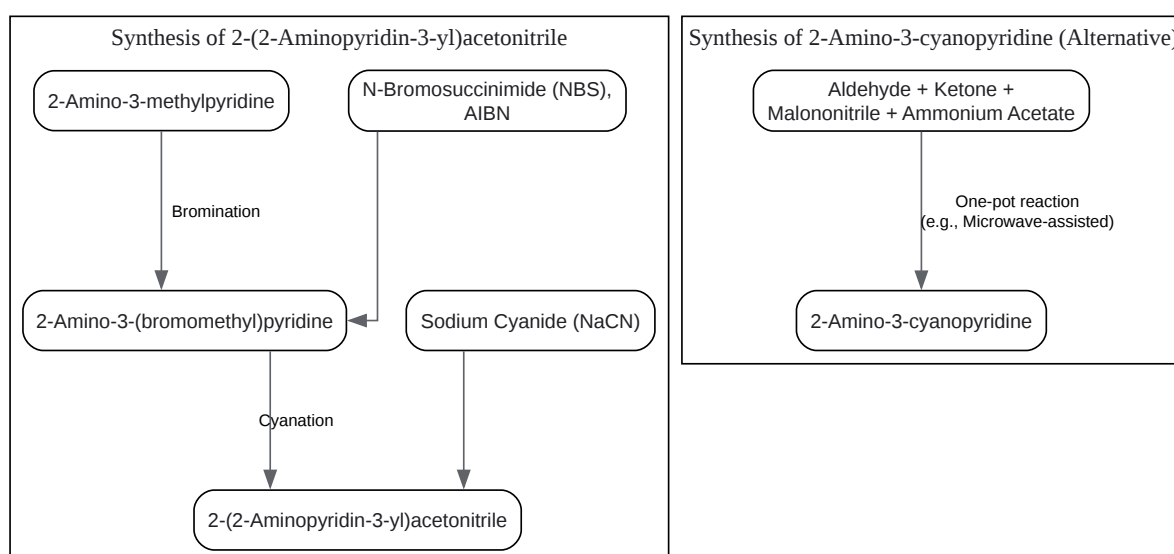 Synthesis of 2-(2-Aminopyridin-3-yl)acetonitrile
2-Amino-3-methylpyridine
N-Bromosuccinimide (NBS),
AIBN
Bromination
2-Amino-3-(bromomethyl)pyridine
Sodium Cyanide (NaCN)
Cyanation
2-(2-Aminopyridin-3-yl)acetonitrile
Synthesis of 2-Amino-3-cyanopyridine (Alternative)
Aldehyde + Ketone +
Malononitrile + Ammonium Acetate
One-pot reaction
(e.g., Microwave-assisted)
2-Amino-3-cyanopyridine